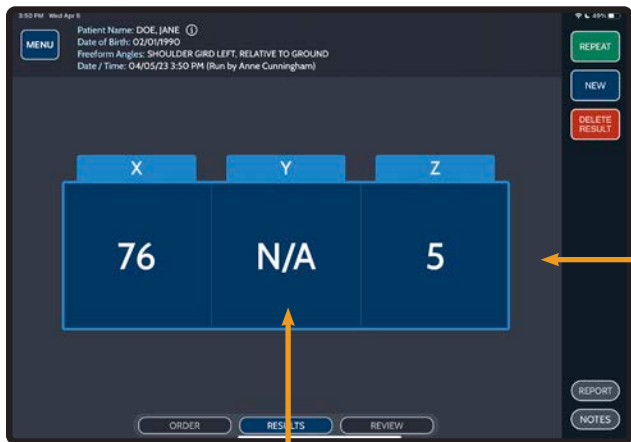 3:50 PM Wed Apr 5
49%
MENU
Patient Name: DOE, JANE
Date of Birth: 02/01/1990
Freeform Angles: SHOULDER GIRD LEFT, RELATIVE TO GROUND
Date / Time: 04/05/23 3:50 PM (Run by Anne Cunningham)
REPEAT
NEW
DELETE
RESULT
X Y Z
76 N/A 5
REPORT
NOTES
ORDER RESULTS REVIEW